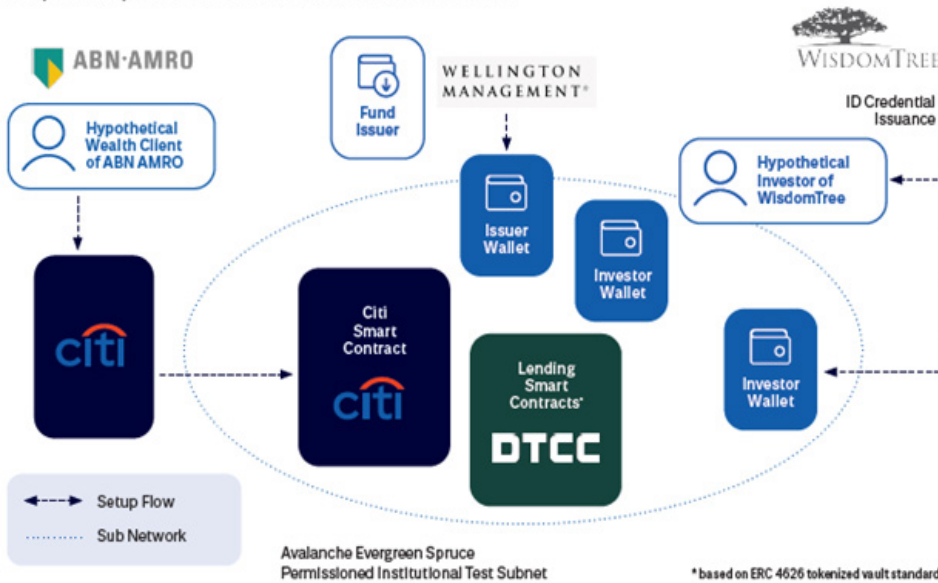 ABN·AMRO
Hypothetical
Wealth Client
of ABN AMRO
Fund
Issuer
WELLINGTON
MANAGEMENT®
WISDOMTREE
ID Credential
Issuance
Hypothetical
Investor of
WisdomTree
Issuer
Wallet
Investor
Wallet
citi
Citi
Smart
Contract
citi
Lending
Smart
Contracts*
DTCC
Investor
Wallet
Setup Flow
Sub Network
Avalanche Evergreen Spruce
Permissioned Institutional Test Subnet
* based on ERC 4626 tokenized vault standard